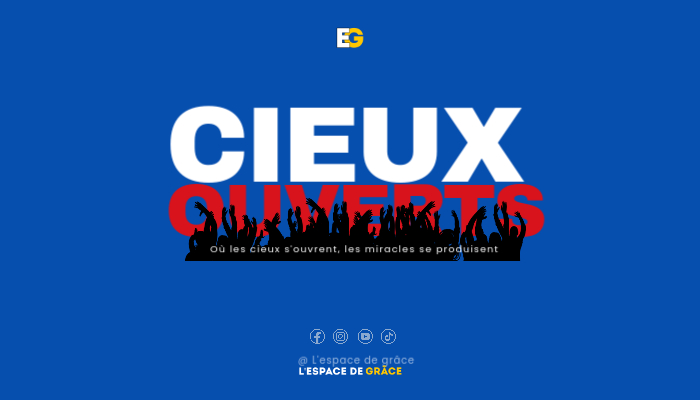 EG
CIEUX
OUVERTS
Où les cieux s'ouvrent, les miracles se produisent
@ L'espace de grâce
L'ESPACE DE GRÂCE